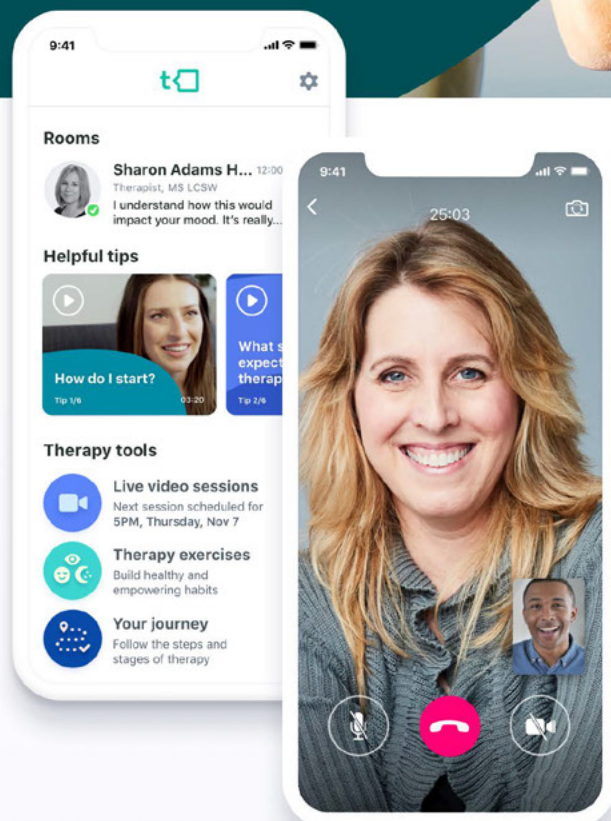 9:41
t
Rooms
Sharon Adams H... 12:00
Therapist, MS LCSW
I understand how this would
impact your mood. It's really...
Helpful tips
How do I start?
Tip 1/6
03:20
What
expect
Tip 2/6
Therapy tools
Live video sessions
Next session scheduled for
5PM, Thursday, Nov 7
Therapy exercises
Build healthy and
empowering habits
Your journey
Follow the steps and
stages of therapy
9:41
25:03